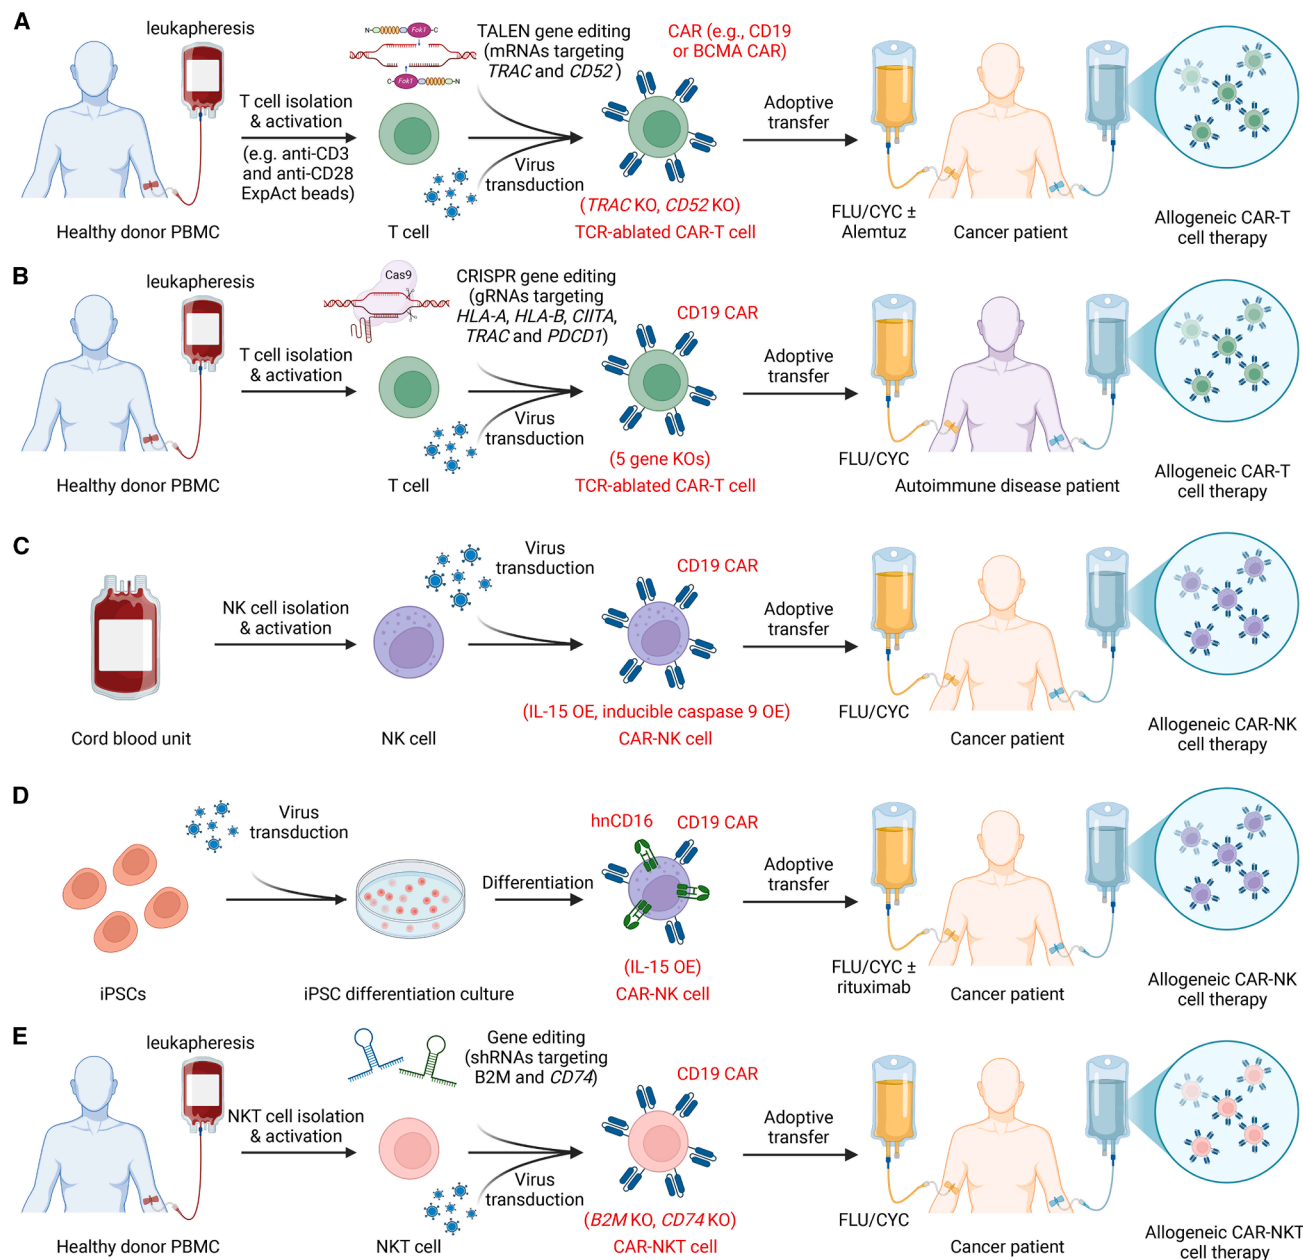 A
leukapheresis
T cell isolation
& activation
(e.g. anti-CD3
and anti-CD28
ExpAct beads)
Healthy donor PBMC
N
Fok1
C
C
Fok1
N
T cell
TALEN gene editing
(mRNAs targeting
TRAC and CD52)
Virus
transduction
CAR (e.g., CD19
or BCMA CAR)
(TRAC KO, CD52 KO)
TCR-ablated CAR-T cell
Adoptive
transfer
FLU/CYC ±
Alemtuz
Cancer patient
Allogeneic CAR-T
cell therapy
B
leukapheresis
T cell isolation
& activation
Healthy donor PBMC
Cas9
T cell
CRISPR gene editing
(gRNAs targeting
HLA-A, HLA-B, CIITA,
TRAC and PDCD1)
Virus
transduction
CD19 CAR
(5 gene KOs)
TCR-ablated CAR-T cell
Adoptive
transfer
FLU/CYC
Autoimmune disease patient
Allogeneic CAR-T
cell therapy
C
Cord blood unit
NK cell isolation
& activation
NK cell
Virus
transduction
CD19 CAR
(IL-15 OE, inducible caspase 9 OE)
CAR-NK cell
Adoptive
transfer
FLU/CYC
Cancer patient
Allogeneic CAR-NK
cell therapy
D
iPSCs
Virus
transduction
iPSC differentiation culture
Differentiation
hnCD16
CD19 CAR
(IL-15 OE)
CAR-NK cell
Adoptive
transfer
FLU/CYC ±
rituximab
Cancer patient
Allogeneic CAR-NK
cell therapy
E
leukapheresis
NKT cell isolation
& activation
Healthy donor PBMC
NKT cell
Gene editing
(shRNAs targeting
B2M and CD74)
Virus
transduction
CD19 CAR
(B2M KO, CD74 KO)
CAR-NKT cell
Adoptive
transfer
FLU/CYC
Cancer patient
Allogeneic CAR-NKT
cell therapy